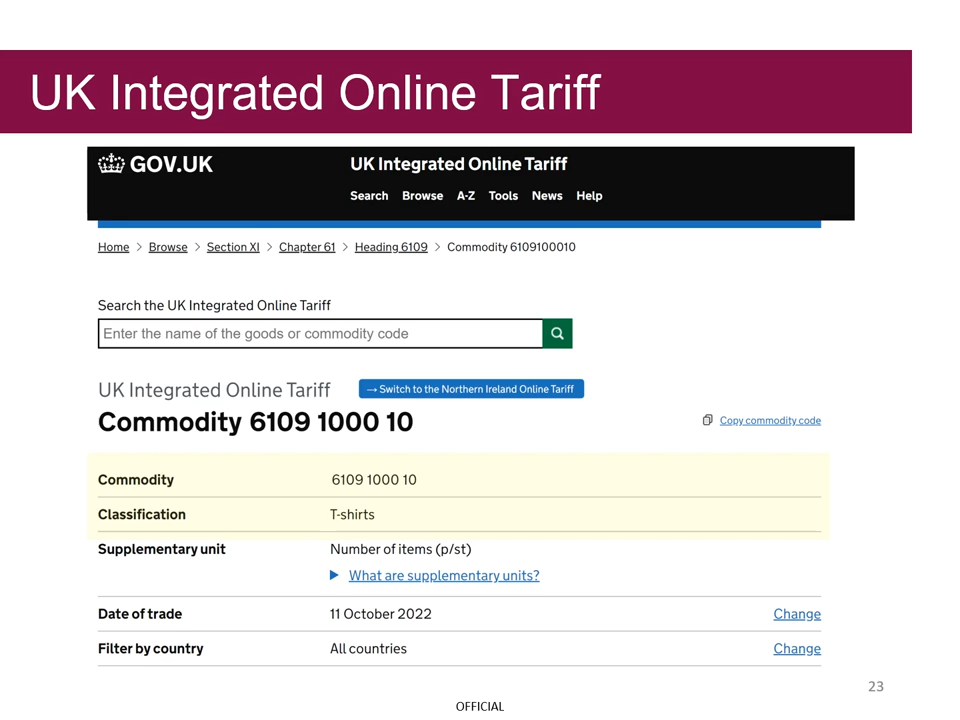 UK Integrated Online Tariff
GOV.UK
UK Integrated Online Tariff
Search Browse A-Z Tools News Help
Home > Browse > Section XI > Chapter 61 > Heading 6109 > Commodity 6109100010
Search the UK Integrated Online Tariff
Enter the name of the goods or commodity code
UK Integrated Online Tariff → Switch to the Northern Ireland Online Tariff
Commodity 6109 1000 10 Copy commodity code
Commodity 6109 1000 10
Classification T-shirts
Supplementary unit Number of items (p/st)
What are supplementary units?
Date of trade 11 October 2022 Change
Filter by country All countries Change
23
OFFICIAL